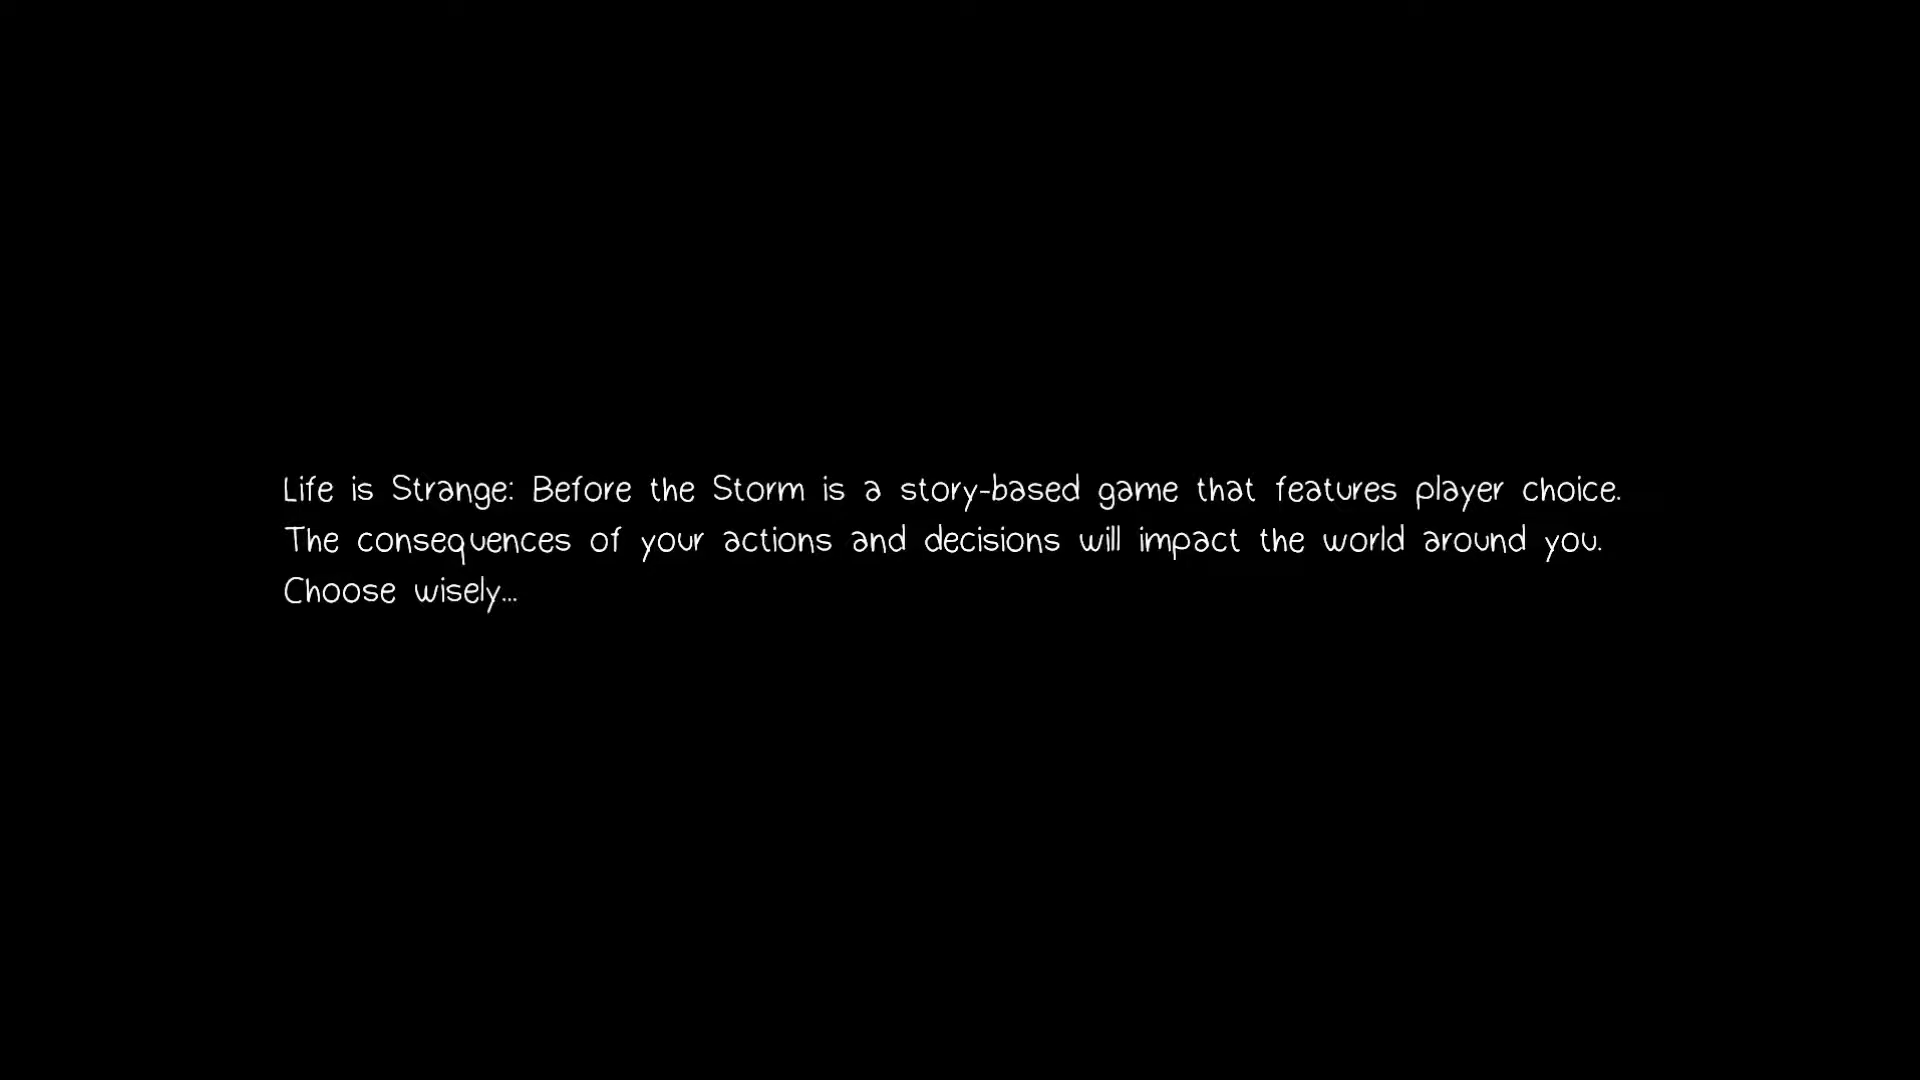 Life is Strange: Before the Storm is a story-based game that features player choice.
The consequences of your actions and decisions will impact the world around you.
Choose wisely...